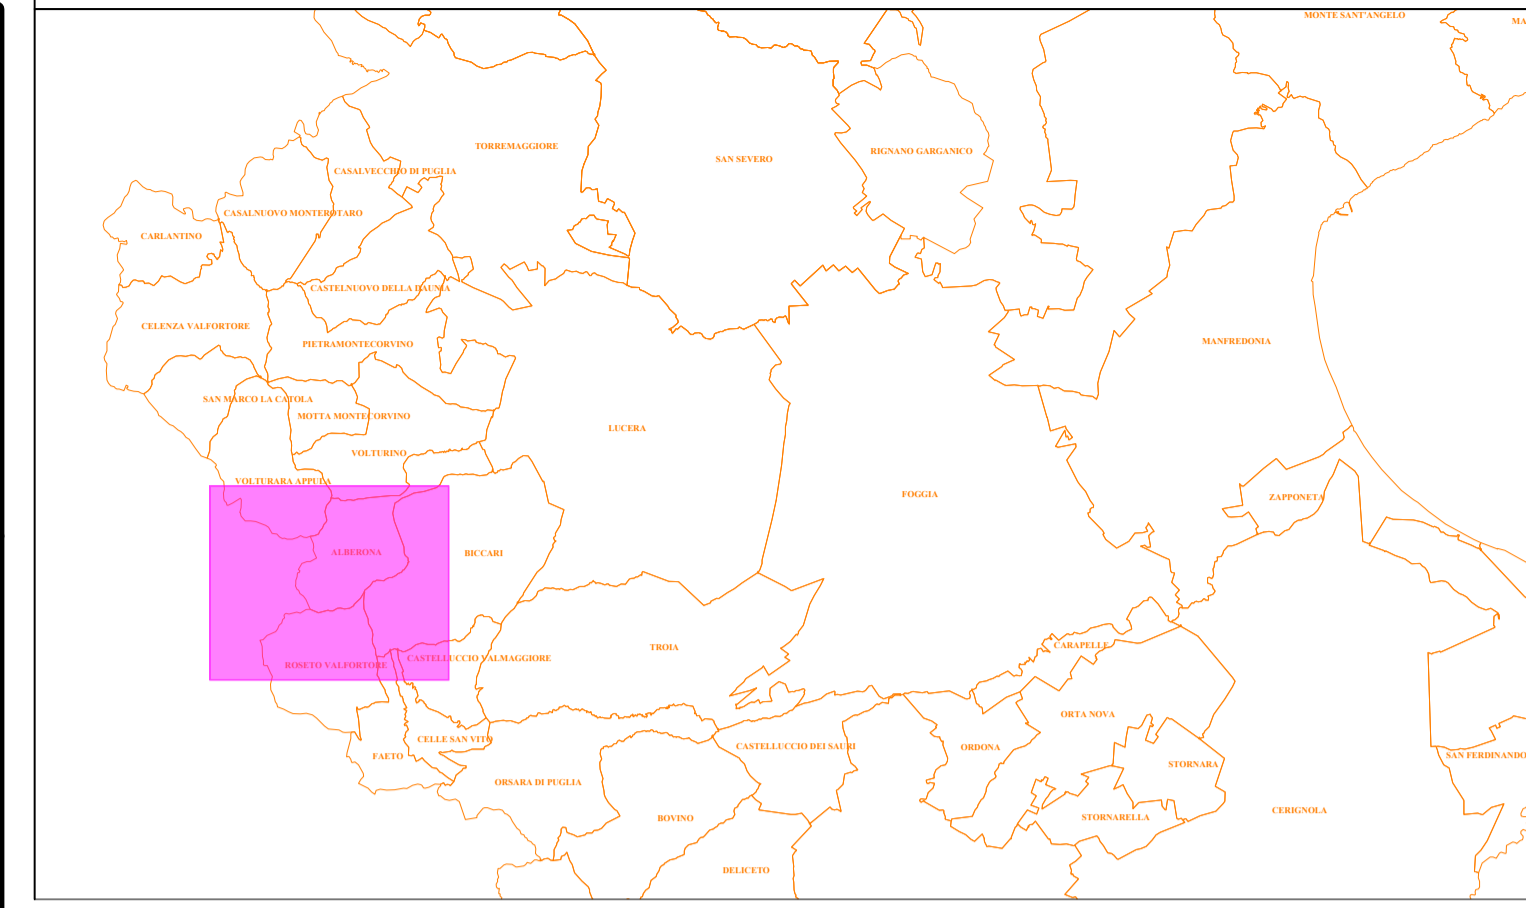 MONTE SANT'ANGELO
MA
TORREMAGGIORE
SAN SEVERO
RIGNANO GARGANICO
CASALVECCHIO DI PUGLIA
CASALNUOVO MONTEROTARO
CARLANTINO
CASTELNUOVO DELLA DAUNIA
CELENZA VALFORTORE
PIETRAMONTECORVINO
MANFREDONIA
SAN MARCO LA CATOLA
MOTTA MONTECORVINO
LUCERA
VOLTURINO
VOLTURARA APPULA
FOGGIA
ZAPPONETA
ALBERONA
BICCARI
CARAPELLE
TROIA
CASTELLUCCIO VALMAGGIORE
ROSETO VALFORTORE
ORTA NOVA
CELLE SAN VITO
CASTELLUCCIO DEI SAURI
ORDONA
FAETO
SAN FERDINANDO
STORNARA
ORSARA DI PUGLIA
CERIGNOLA
BOVINO
STORNARELLA
DELICETO